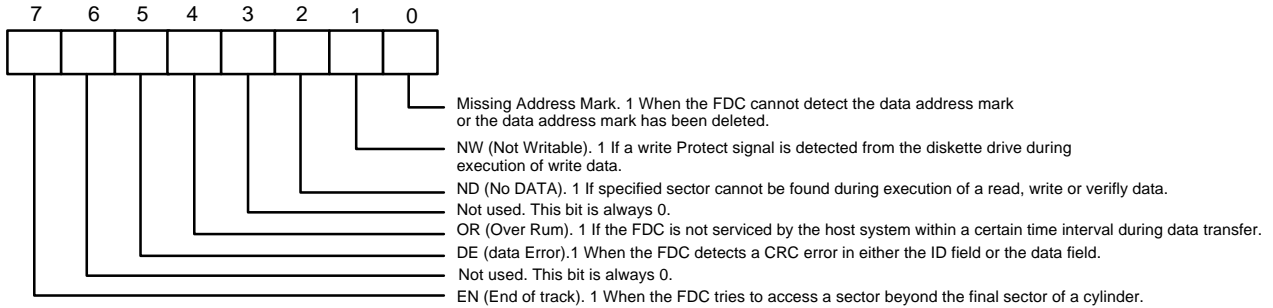 7 6 5 4 3 2 1 0
Missing Address Mark. 1 When the FDC cannot detect the data address mark
or the data address mark has been deleted.
NW (Not Writable). 1 If a write Protect signal is detected from the diskette drive during
execution of write data.
ND (No DATA). 1 If specified sector cannot be found during execution of a read, write or verifly data.
Not used. This bit is always 0.
OR (Over Rum). 1 If the FDC is not serviced by the host system within a certain time interval during data transfer.
DE (data Error).1 When the FDC detects a CRC error in either the ID field or the data field.
Not used. This bit is always 0.
EN (End of track). 1 When the FDC tries to access a sector beyond the final sector of a cylinder.